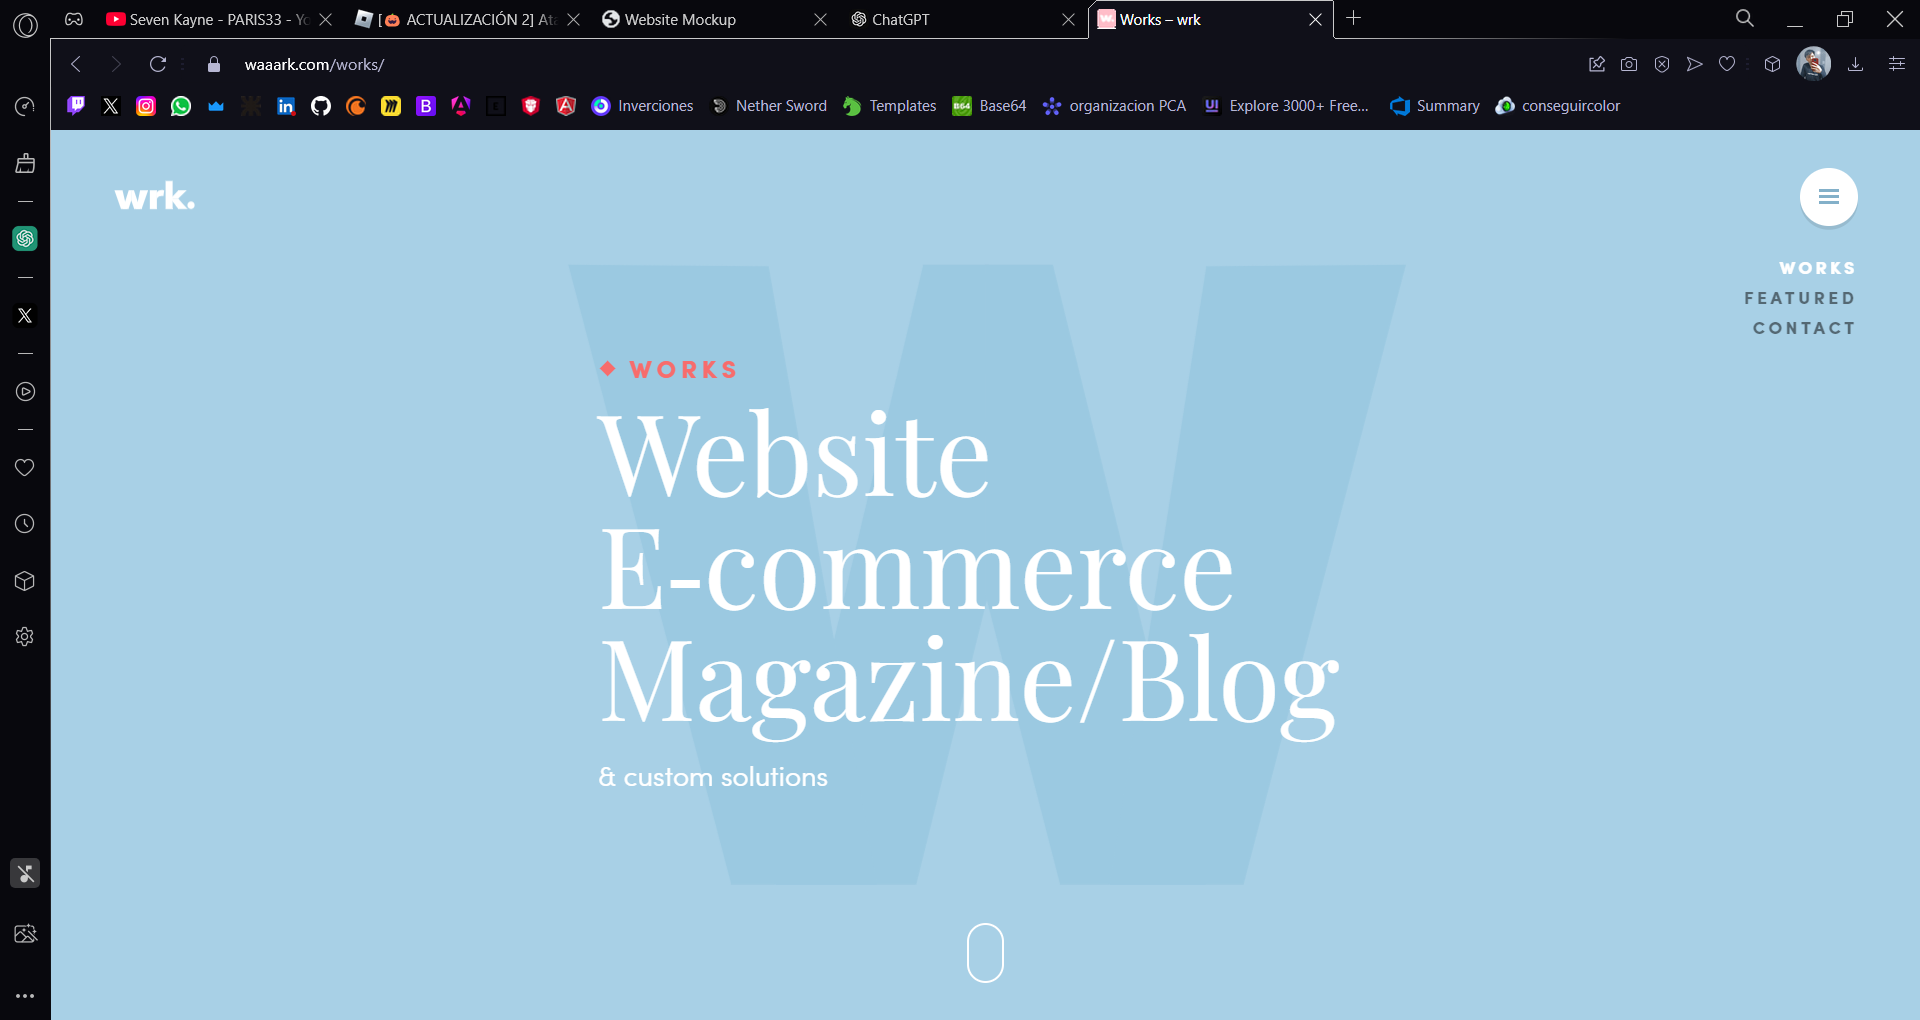 Seven Kayne - PARIS33 - Yo
[🎃 ACTUALIZACIÓN 2] Ata
Website Mockup
ChatGPT
Works – wrk
waaark.com/works/
Inverciones
Nether Sword
Templates
Base64
organizacion PCA
Explore 3000+ Free...
Summary
conseguircolor
wrk.
WORKS
FEATURED
CONTACT
WORKS
Website
E-commerce
Magazine/Blog
& custom solutions
W